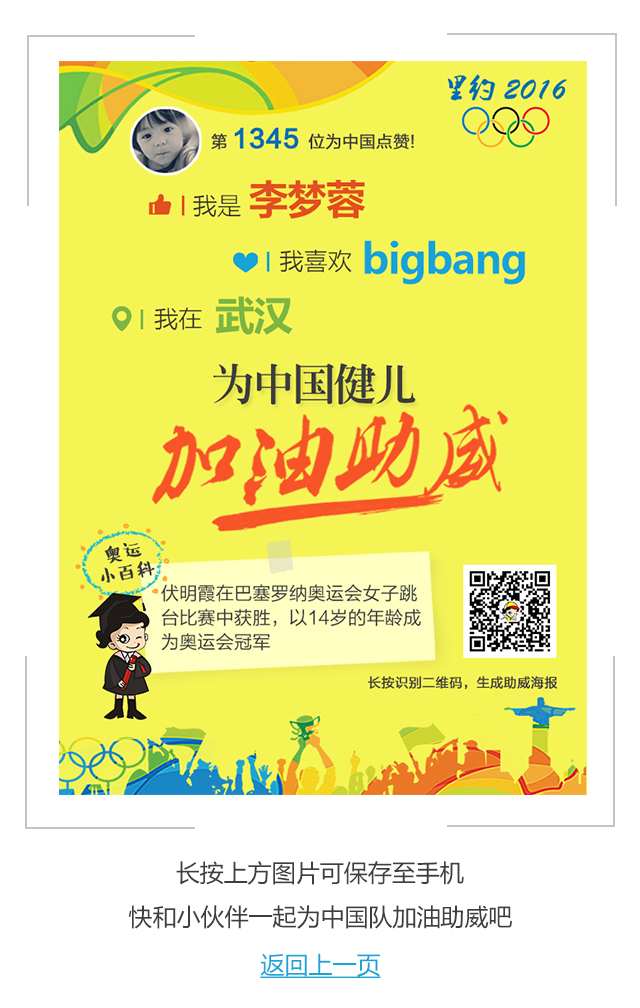 里约 2016
第 1345 位为中国点赞!
我是 李梦蓉
我喜欢 bigbang
我在 武汉
为中国健儿
加油助威
奥运
小百科
伏明霞在巴塞罗纳奥运会女子跳
台比赛中获胜，以14岁的年龄成
为奥运会冠军
长按识别二维码，生成助威海报
长按上方图片可保存至手机
快和小伙伴一起为中国队加油助威吧
返回上一页